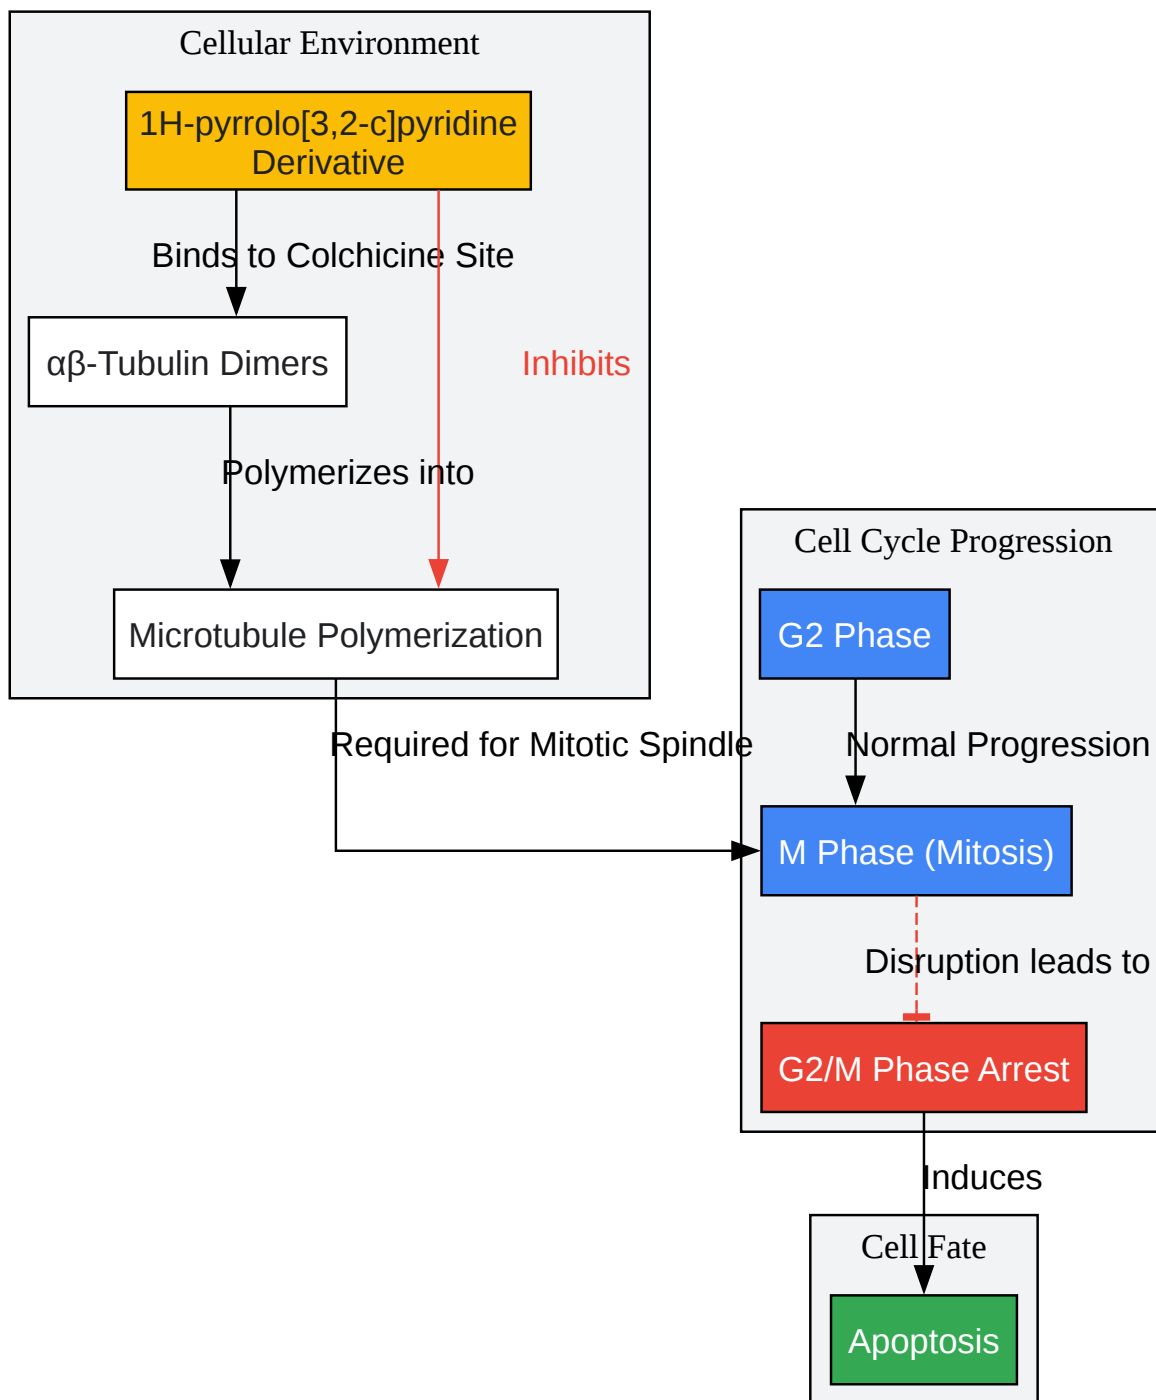 Cellular Environment
1H-pyrrolo[3,2-c]pyridine
Derivative
Binds to Colchicine Site
αβ-Tubulin Dimers
Inhibits
Polymerizes into
Microtubule Polymerization
Required for Mitotic Spindle
Cell Cycle Progression
G2 Phase
Normal Progression
M Phase (Mitosis)
Disruption leads to
G2/M Phase Arrest
Induces
Cell Fate
Apoptosis